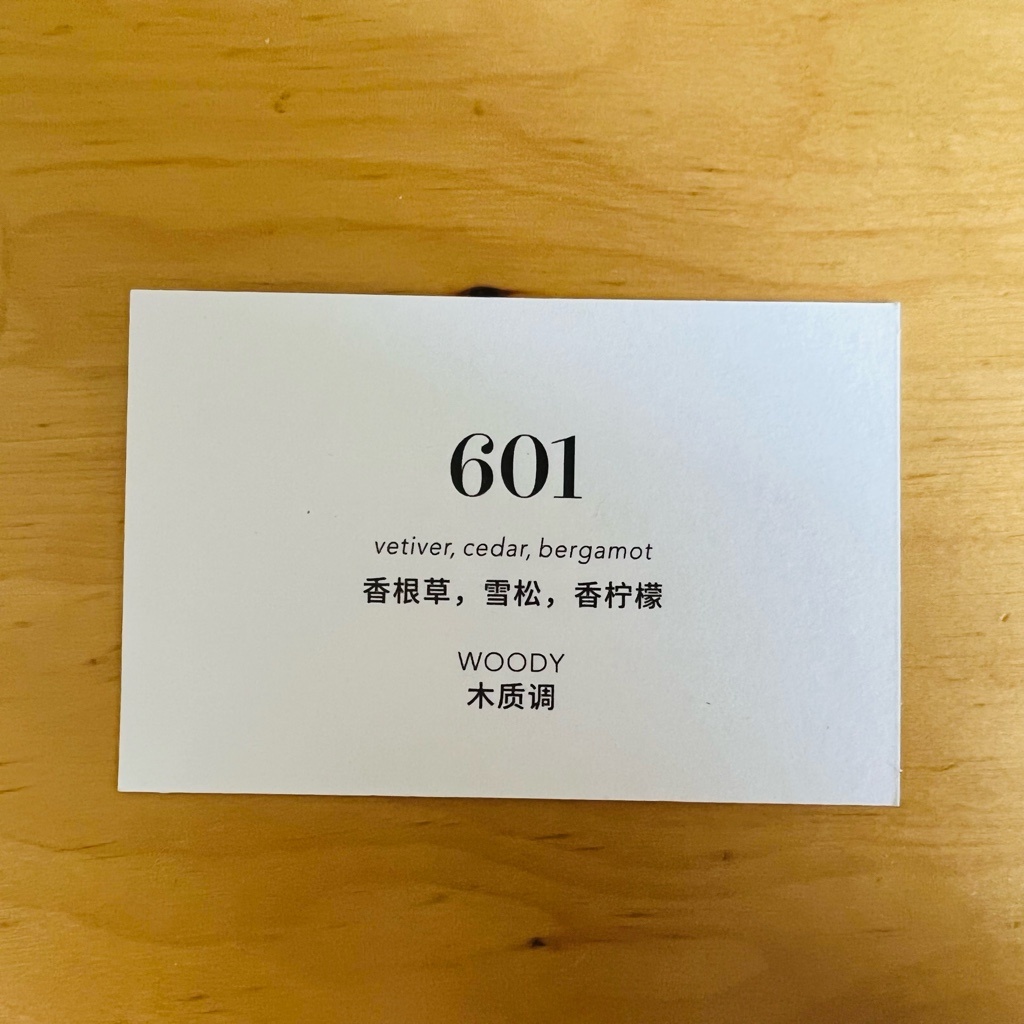 601
vetiver, cedar, bergamot
香根草，雪松，香柠檬
WOODY
木质调